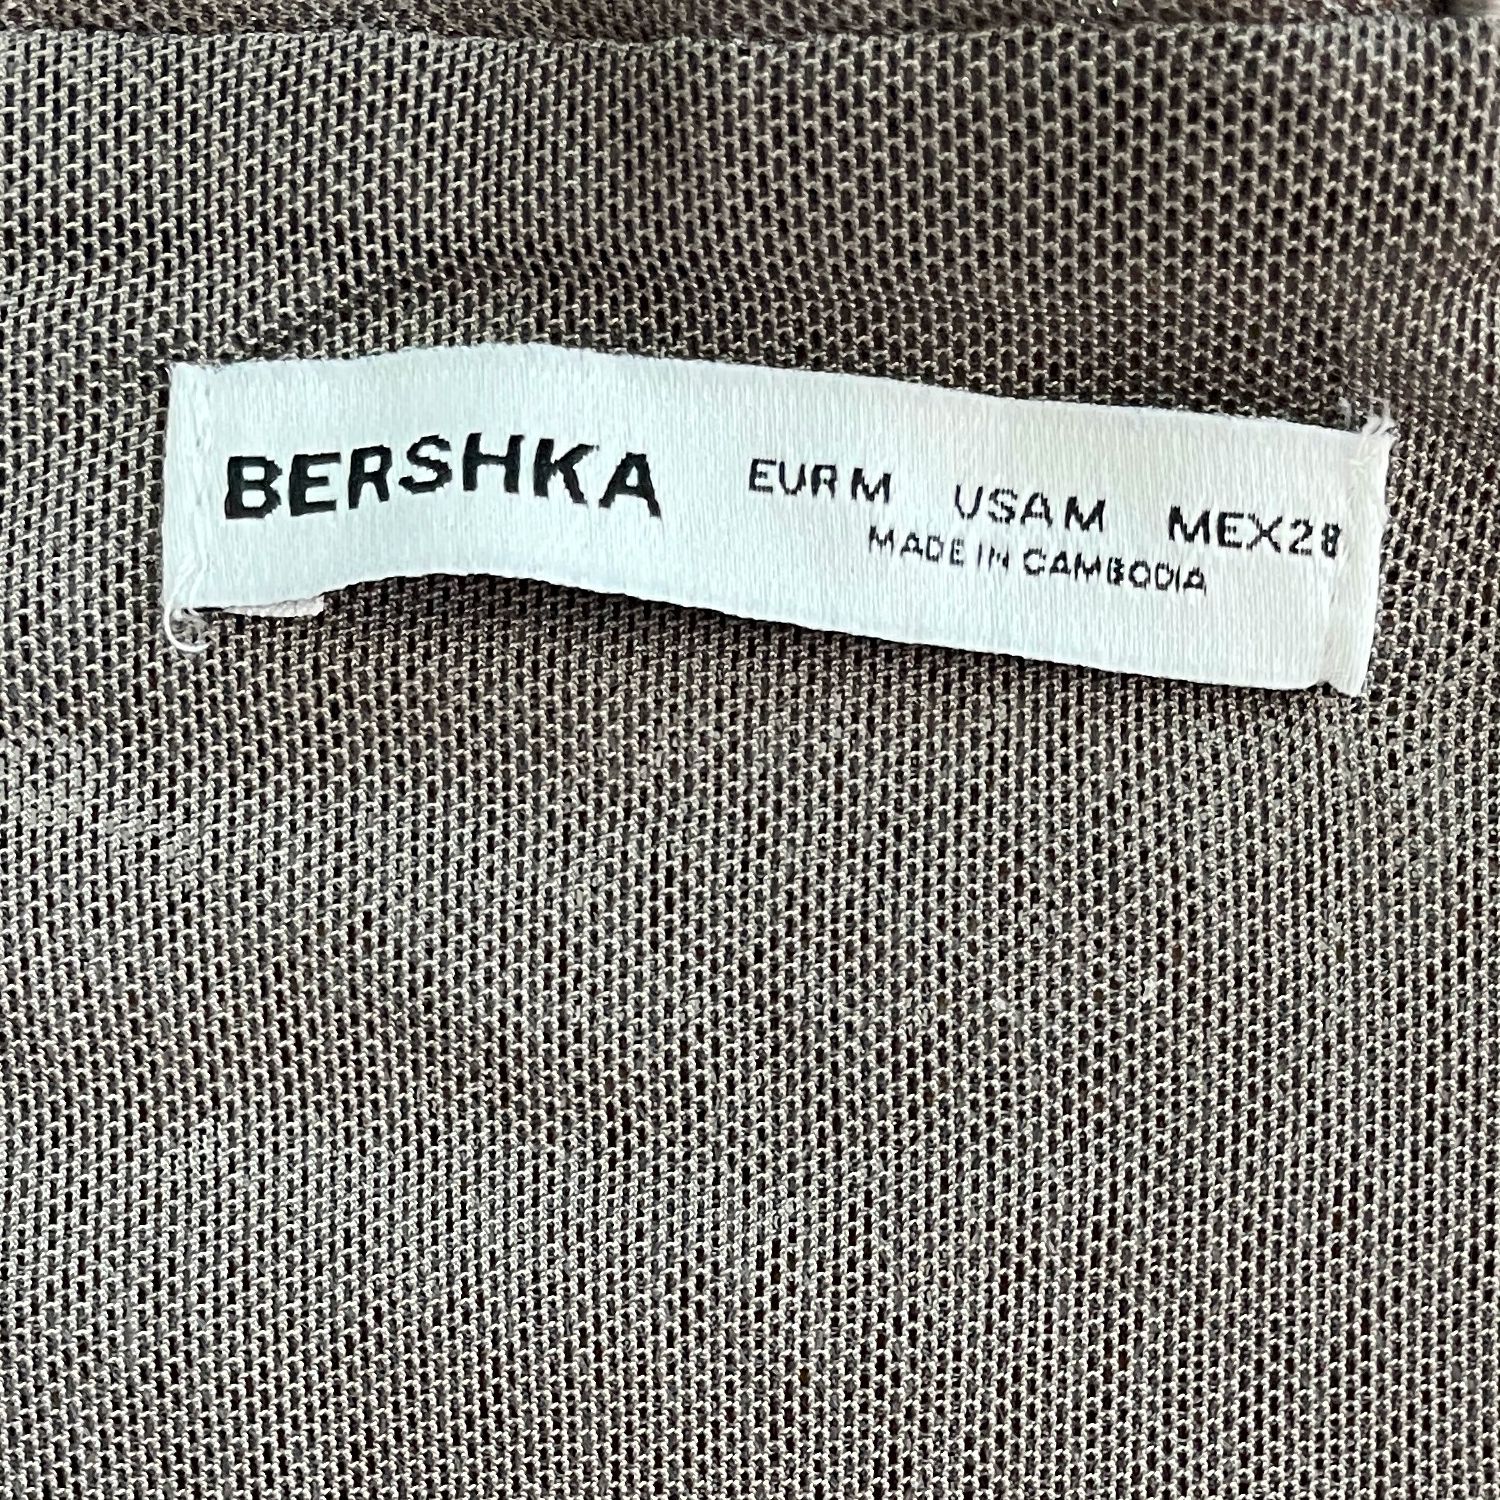 BERSHKA EUR M USA M MEX 28
MADE IN CAMBODIA